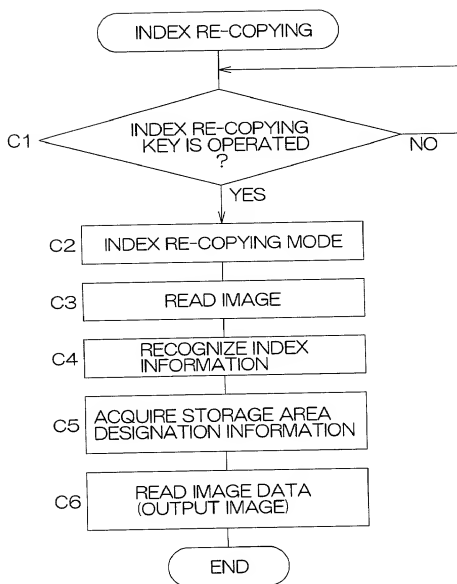 INDEX RE-COPYING
C1
INDEX RE-COPYING
KEY IS OPERATED
?
NO
YES
C2
INDEX RE-COPYING MODE
C3
READ IMAGE
C4
RECOGNIZE INDEX
INFORMATION
C5
ACQUIRE STORAGE AREA
DESIGNATION INFORMATION
C6
READ IMAGE DATA
(OUTPUT IMAGE)
END